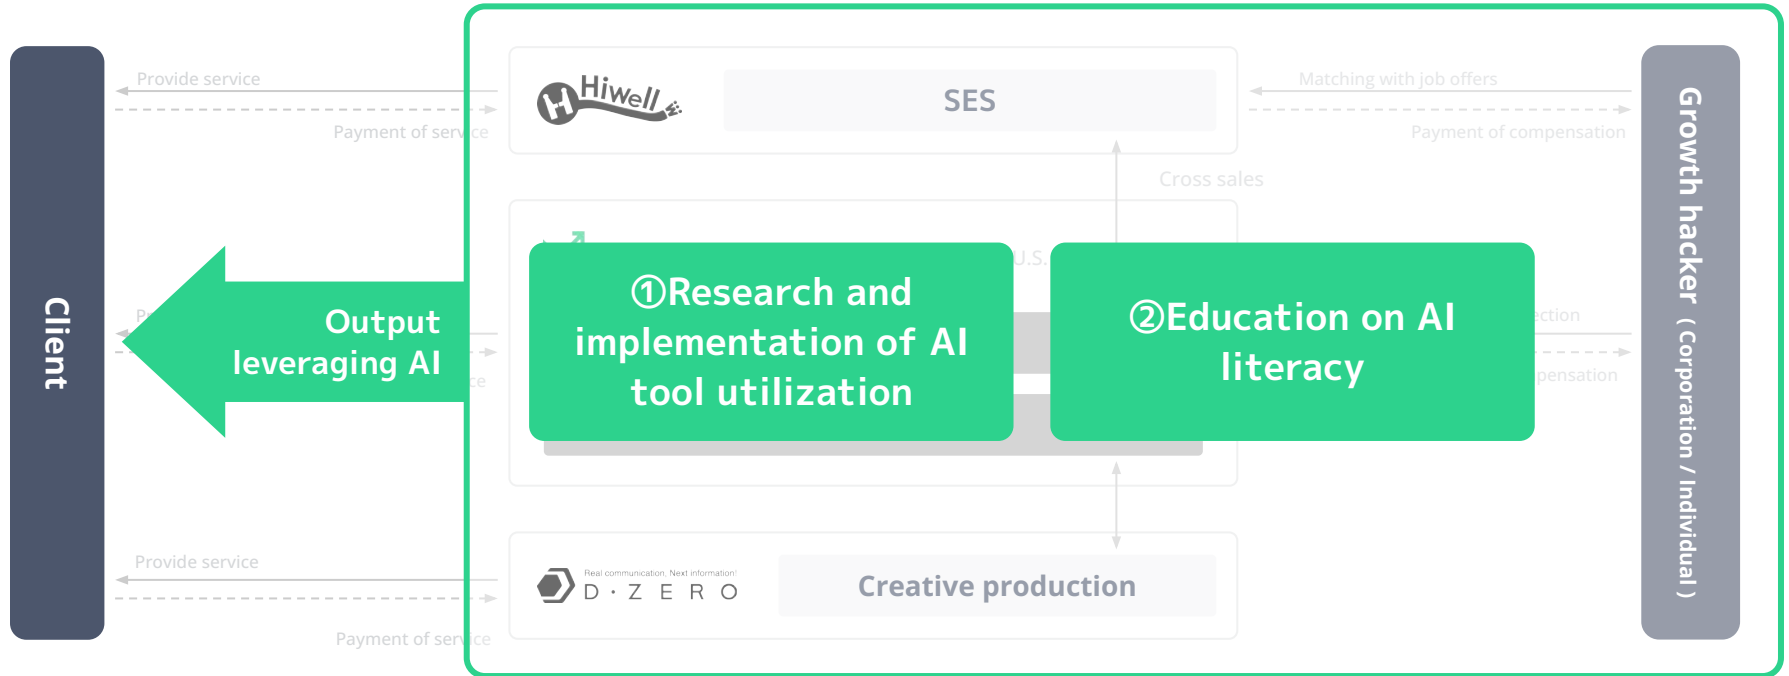 Client
Provide service
Payment of service
Hiwell
SES
Matching with job offers
Payment of compensation
Cross sales
U.S.
Output
leveraging AI
①Research and
implementation of AI
tool utilization
②Education on AI
literacy
Growth hacker ( Corporation / Individual )
Provide service
Payment of service
Real communication, Next information!
D・ZERO
Creative production